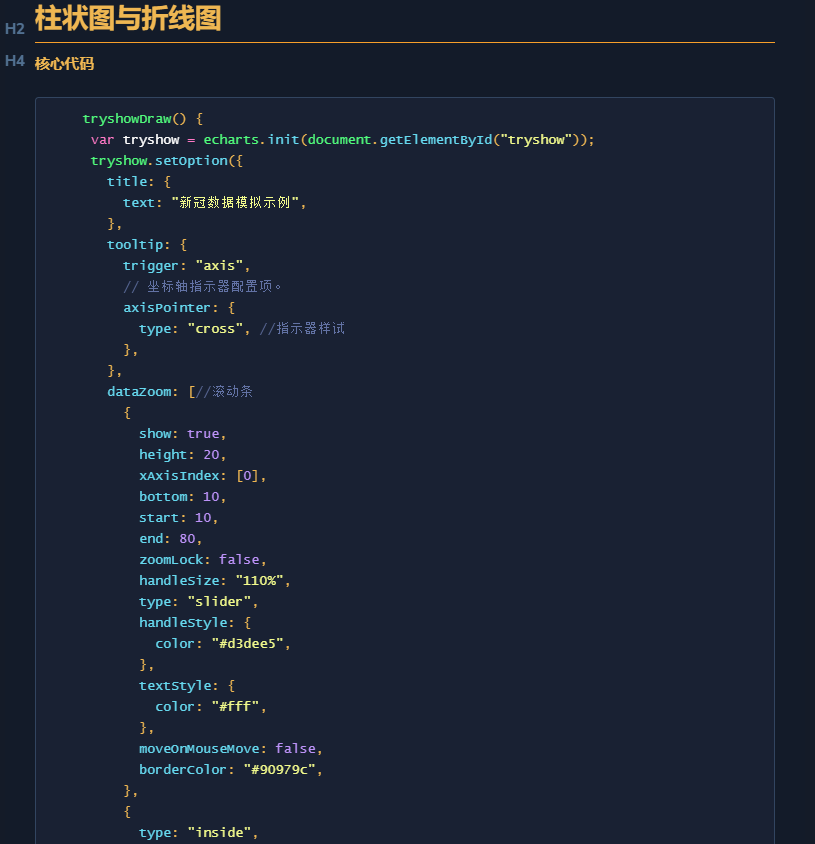 H2 柱状图与折线图
H4 核心代码
tryshowDraw() {
var tryshow = echarts.init(document.getElementById("tryshow"));
tryshow.setOption({
title: {
text: "新冠数据模拟示例",
},
tooltip: {
trigger: "axis",
// 坐标轴指示器配置项。
axisPointer: {
type: "cross", //指示器样试
},
},
dataZoom: [//滚动条
{
show: true,
height: 20,
xAxisIndex: [0],
bottom: 10,
start: 10,
end: 80,
zoomLock: false,
handleSize: "110%",
type: "slider",
handleStyle: {
color: "#d3dee5",
},
textStyle: {
color: "#fff",
},
moveOnMouseMove: false,
borderColor: "#90979c",
},
{
type: "inside",